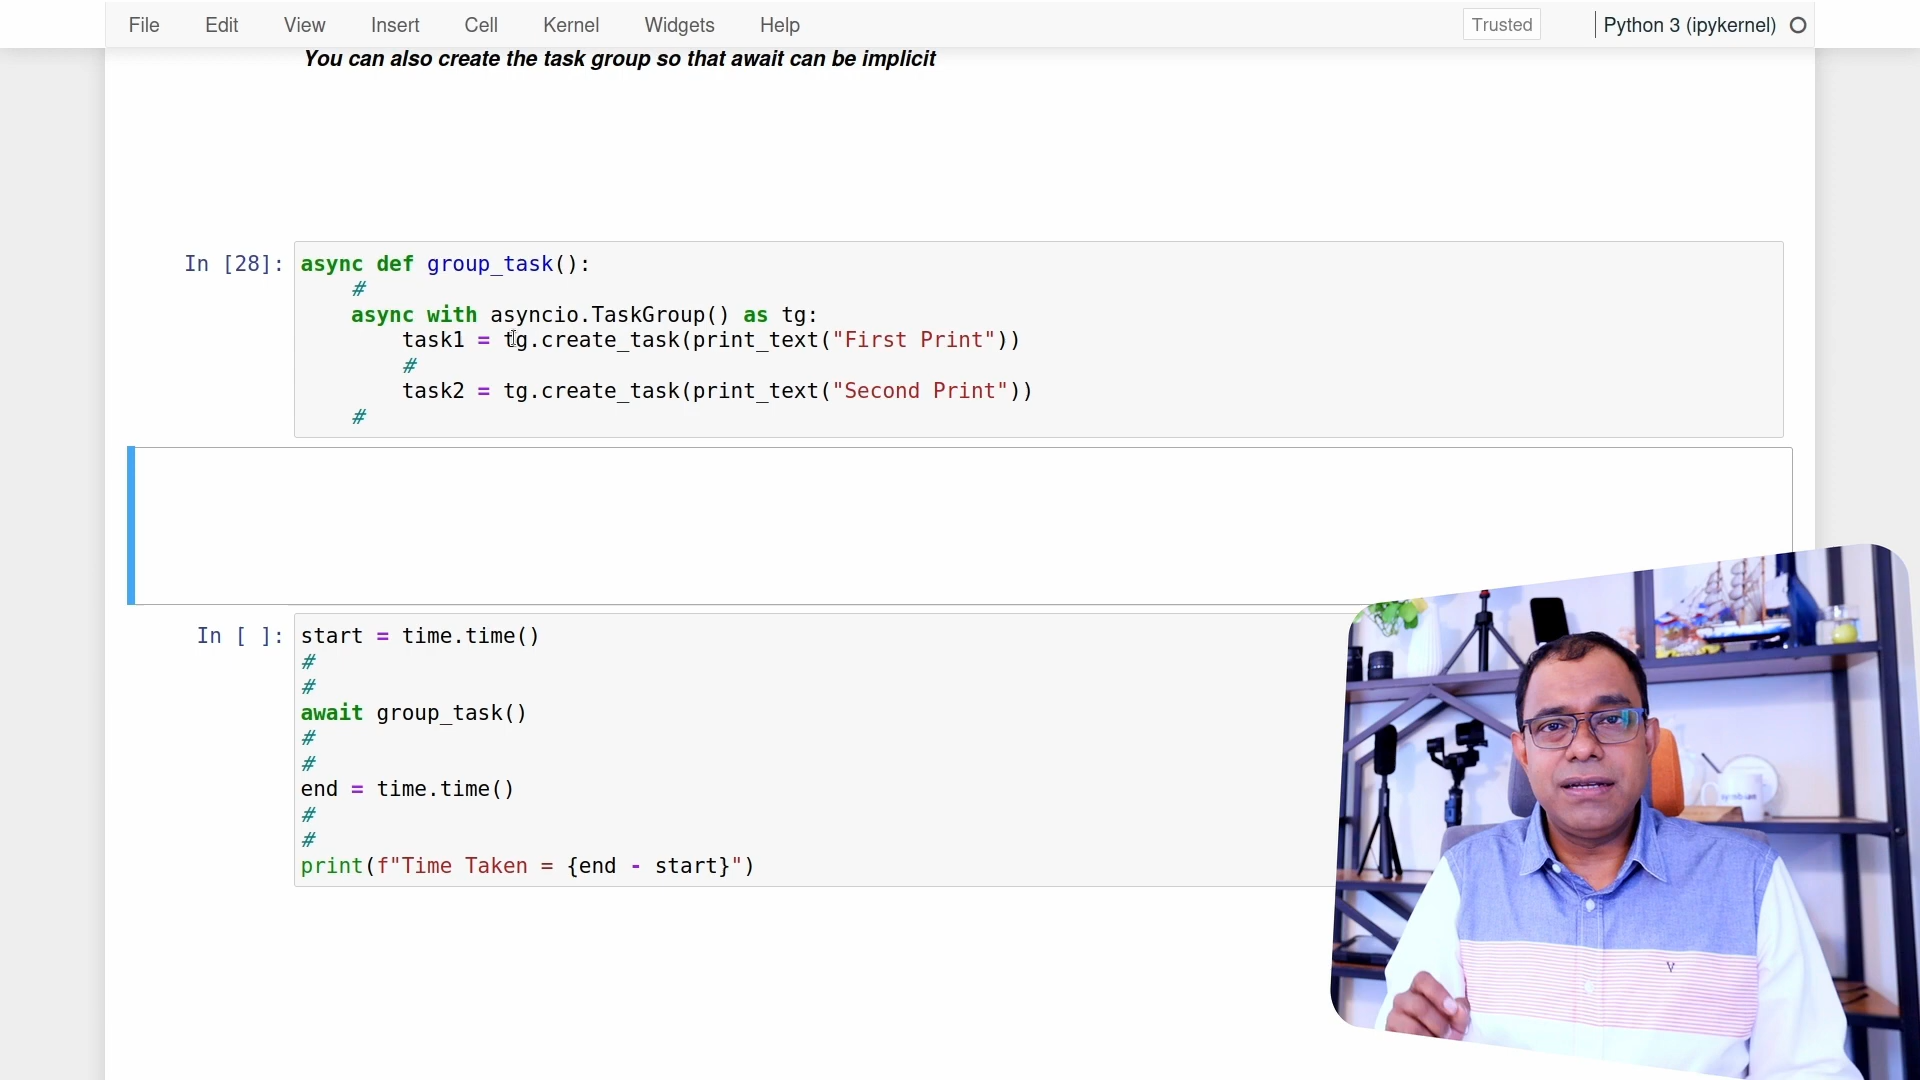 File Edit View Insert Cell Kernel Widgets Help Trusted Python 3 (ipykernel)
You can also create the task group so that await can be implicit
In [28]: async def group_task():
#
async with asyncio.TaskGroup() as tg:
task1 = tg.create_task(print_text("First Print"))
#
task2 = tg.create_task(print_text("Second Print"))
#
In [ ]: start = time.time()
#
#
await group_task()
#
#
end = time.time()
#
#
print(f"Time Taken = {end - start}")
V